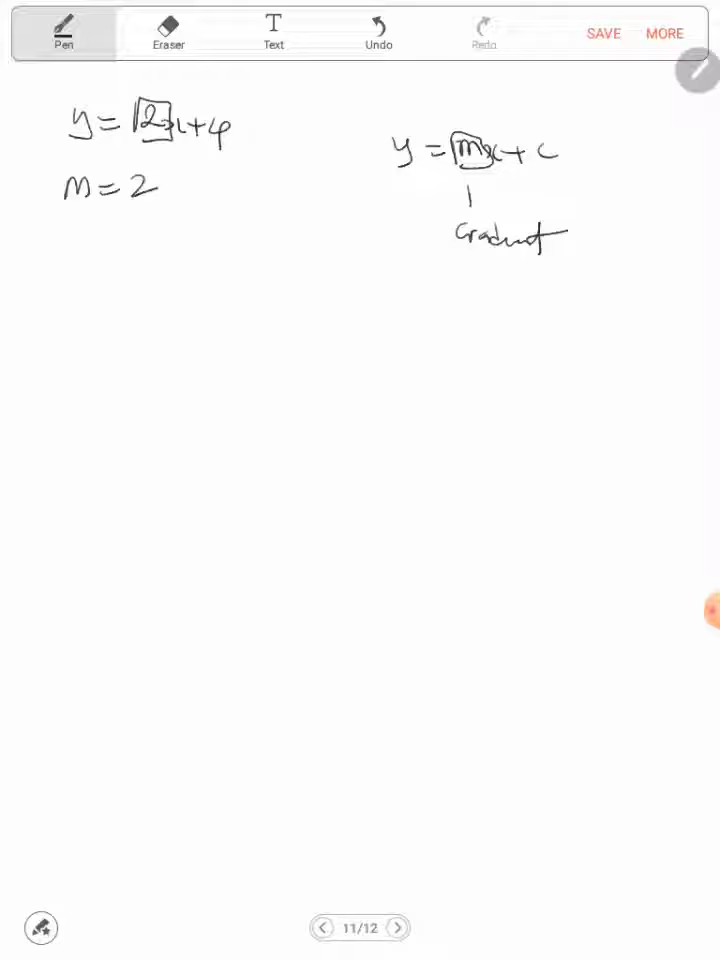 Pen Eraser Text Undo Redo SAVE MORE
y = 2x+4
y = mx + c
m = 2
Gradient
11/12